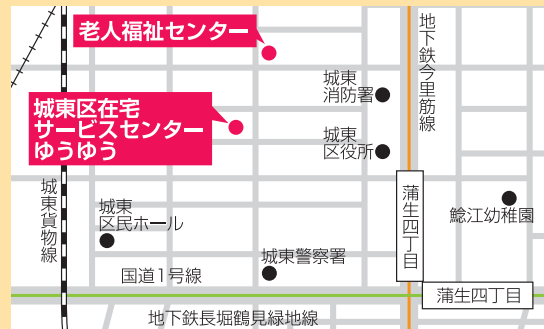 老人福祉センター
地下鉄今里筋線
城東
消防署
城東区在宅
サービスセンター
ゆうゆう
城東
区役所
城東貨物線
蒲生四丁目
城東
区民ホール
鯰江幼稚園
城東警察署
国道1号線
蒲生四丁目
地下鉄長堀鶴見緑地線